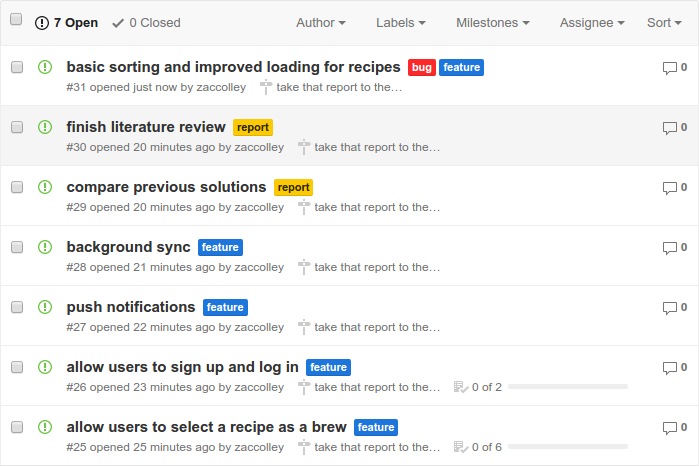 7 Open 0 Closed Author Labels Milestones Assignee Sort
basic sorting and improved loading for recipes bug feature 0
#31 opened just now by zaccolley take that report to the…
finish literature review report 0
#30 opened 20 minutes ago by zaccolley take that report to the…
compare previous solutions report 0
#29 opened 20 minutes ago by zaccolley take that report to the…
background sync feature 0
#28 opened 21 minutes ago by zaccolley take that report to the…
push notifications feature 0
#27 opened 22 minutes ago by zaccolley take that report to the…
allow users to sign up and log in feature 0
#26 opened 23 minutes ago by zaccolley take that report to the… 0 of 2
allow users to select a recipe as a brew feature 0
#25 opened 25 minutes ago by zaccolley take that report to the… 0 of 6